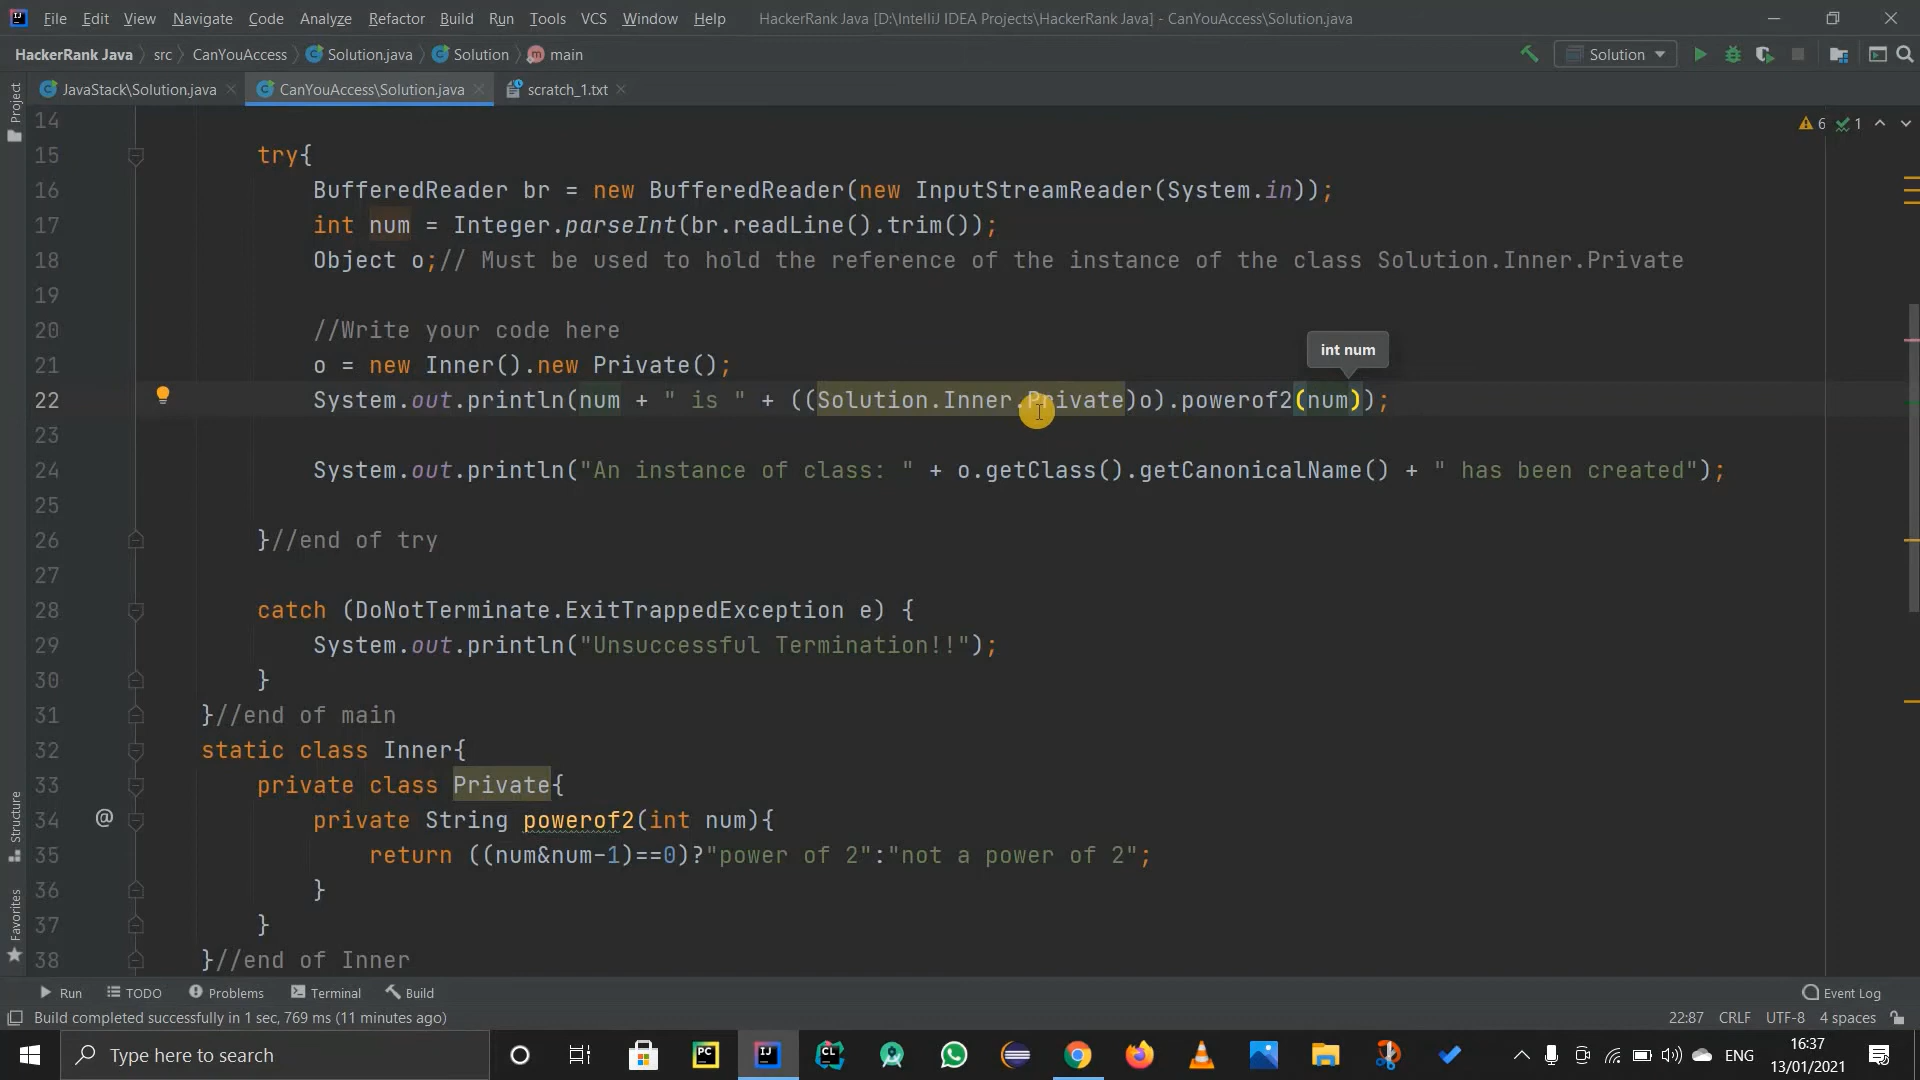 File Edit View Navigate Code Analyze Refactor Build Run Tools VCS Window Help HackerRank Java [D:\IntelliJ IDEA Projects\HackerRank Java] - CanYouAccess\Solution.java
HackerRank Java src CanYouAccess Solution.java Solution main Solution
JavaStack\Solution.java CanYouAccess\Solution.java scratch_1.txt
Project
6 1
14
15 try{
16 BufferedReader br = new BufferedReader(new InputStreamReader(System.in));
17 int num = Integer.parseInt(br.readLine().trim());
18 Object o;// Must be used to hold the reference of the instance of the class Solution.Inner.Private
19
20 //Write your code here
int num
21 o = new Inner().new Private();
22 System.out.println(num + " is " + ((Solution.Inner.Private)o).powerof2(num));
23
24 System.out.println("An instance of class: " + o.getClass().getCanonicalName() + " has been created");
25
26 }//end of try
27
28 catch (DoNotTerminate.ExitTrappedException e) {
29 System.out.println("Unsuccessful Termination!!");
30 }
31 }//end of main
32 static class Inner{
33 private class Private{
34 @ private String powerof2(int num){
35 return ((num&num-1)==0)?"power of 2":"not a power of 2";
36 }
37 }
38 }//end of Inner
Structure
Favorites
Run TODO Problems Terminal Build Event Log
Build completed successfully in 1 sec, 769 ms (11 minutes ago) 22:87 CRLF UTF-8 4 spaces
Type here to search PC IJ CL ENG 16:37
13/01/2021